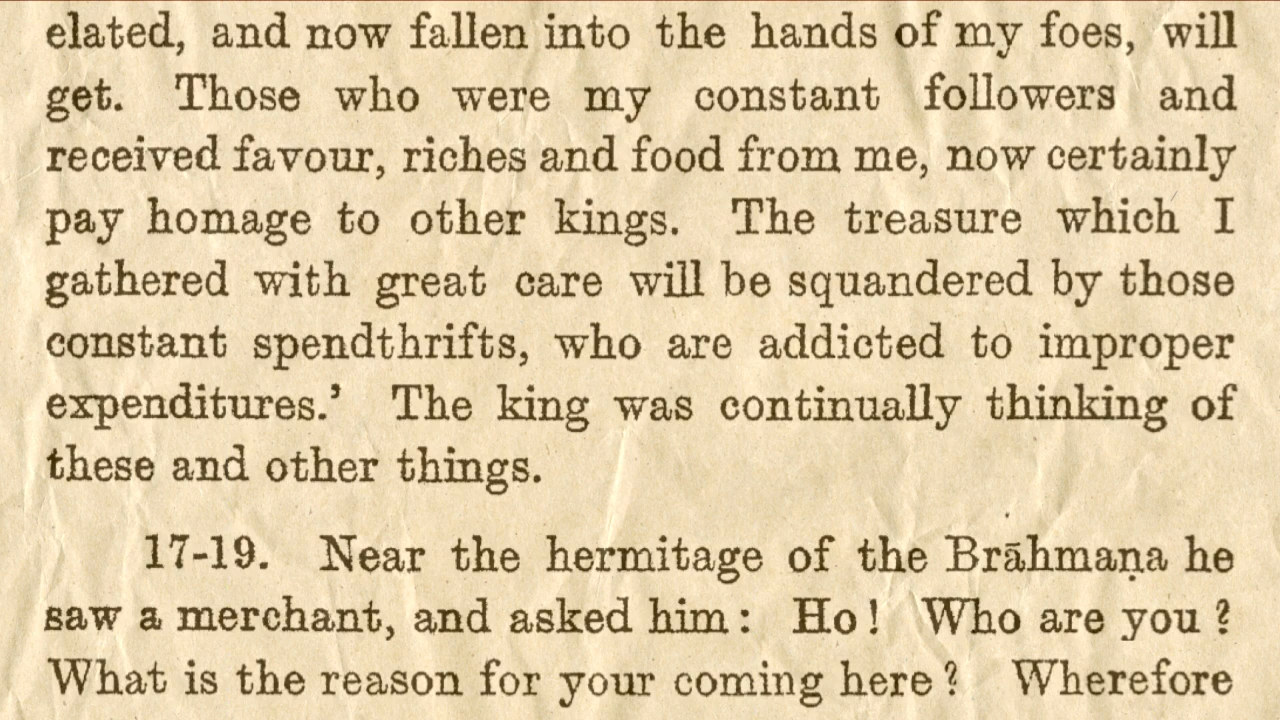 elated, and now fallen into the hands of my foes, will
get. Those who were my constant followers and
received favour, riches and food from me, now certainly
pay homage to other kings. The treasure which I
gathered with great care will be squandered by those
constant spendthrifts, who are addicted to improper
expenditures.’ The king was continually thinking of
these and other things.
17-19. Near the hermitage of the Brāhmaṇa he
saw a merchant, and asked him : Ho ! Who are you ?
What is the reason for your coming here ? Wherefore